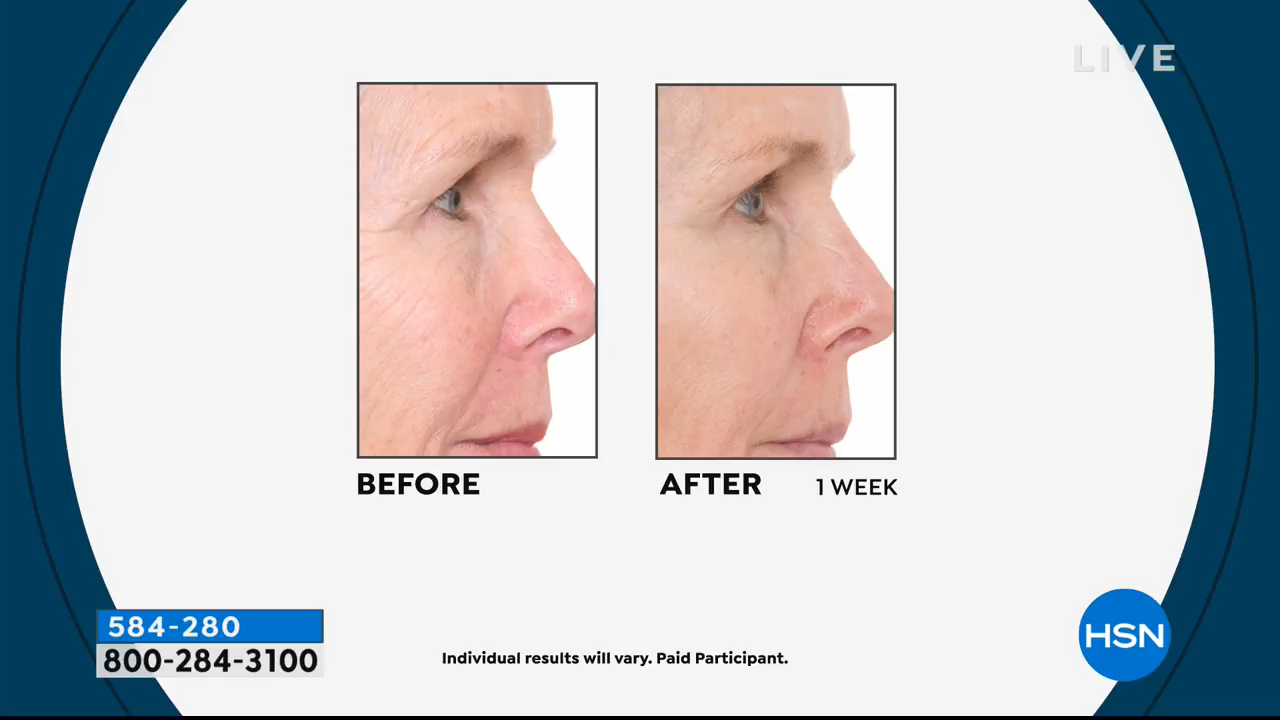 LIVE
BEFORE
AFTER 1 WEEK
584-280
800-284-3100
Individual results will vary. Paid Participant.
HSN